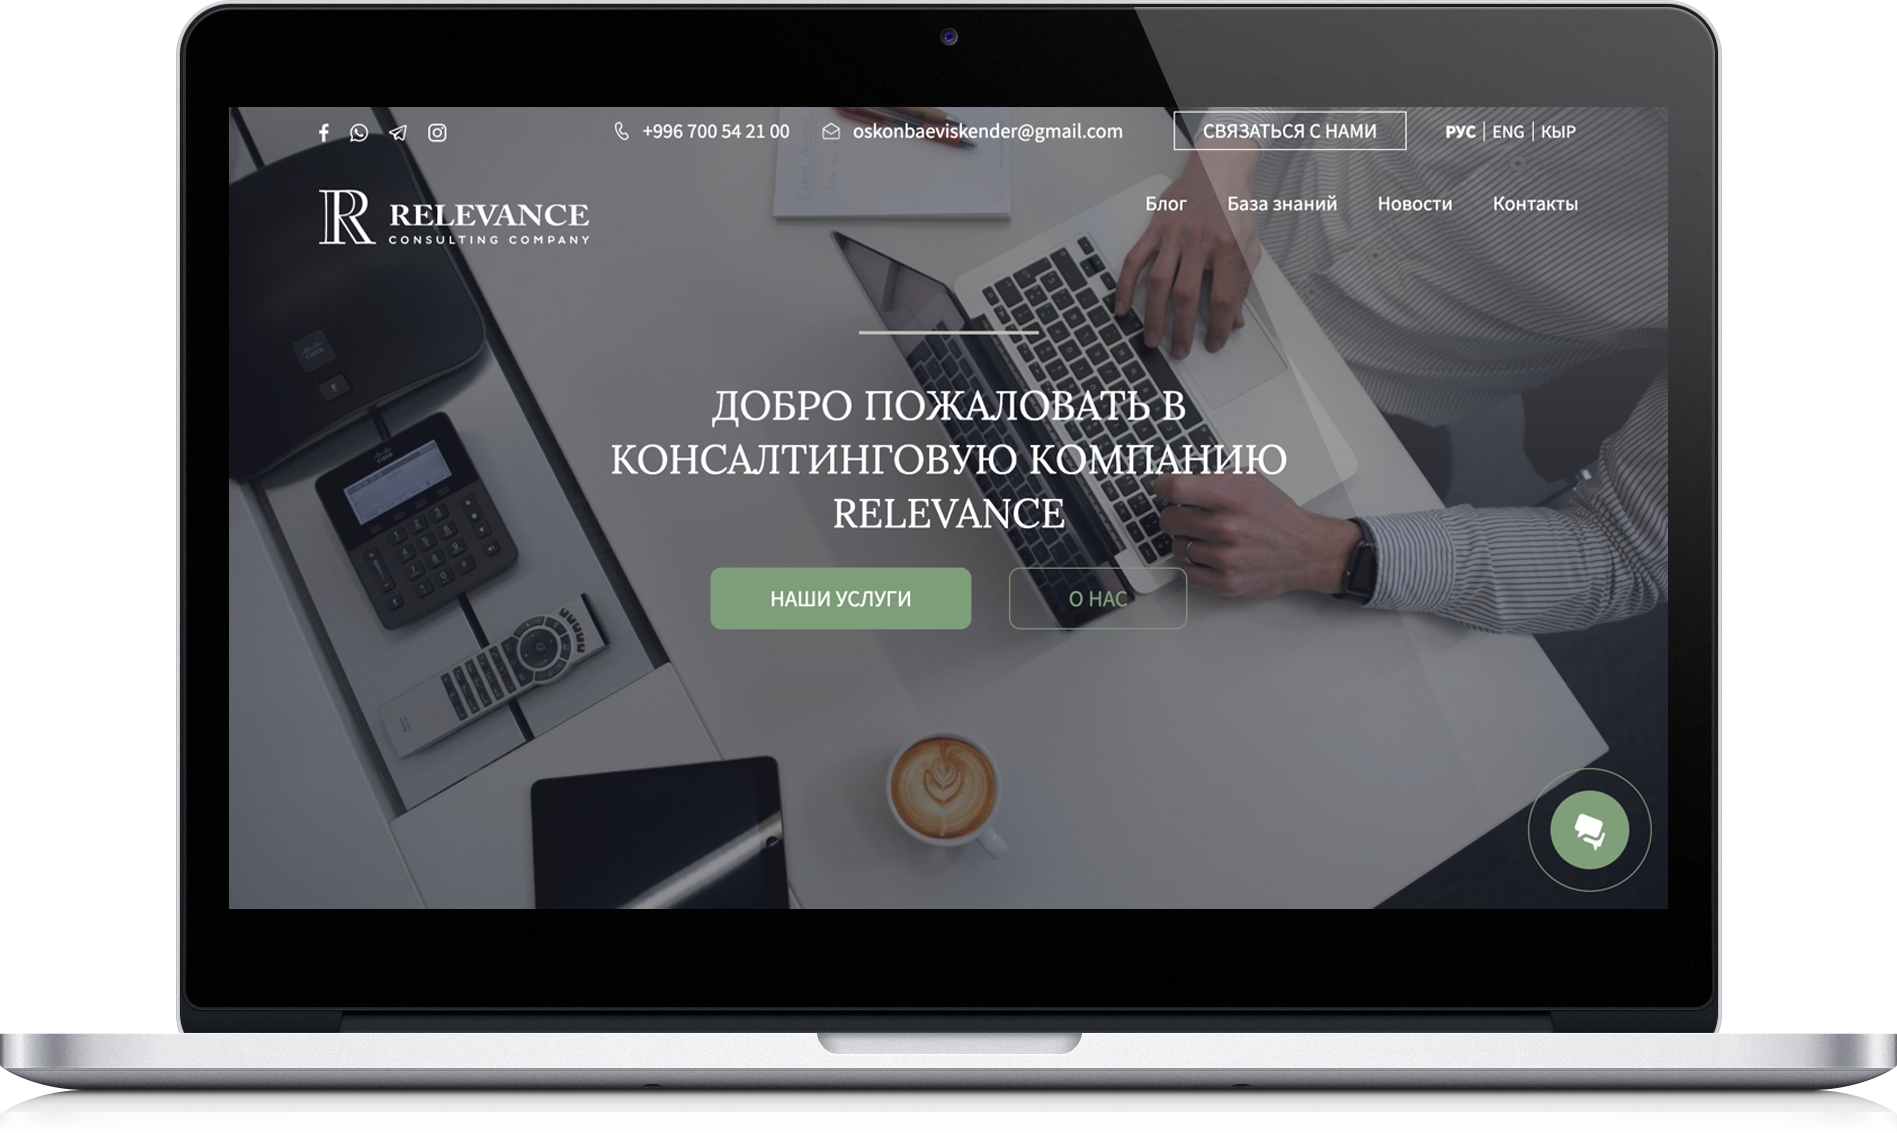 +996 700 54 21 00
oskonbaeviskender@gmail.com
СВЯЗАТЬСЯ С НАМИ
РУС | ENG | КЫР
RELEVANCE
CONSULTING COMPANY
Блог
База знаний
Новости
Контакты
ДОБРО ПОЖАЛОВАТЬ В
КОНСАЛТИНГОВУЮ КОМПАНИЮ
RELEVANCE
НАШИ УСЛУГИ
О НАС